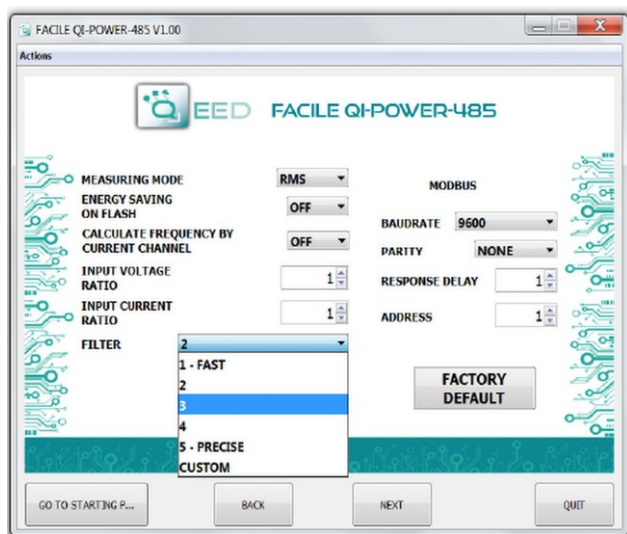 FACILE QI-POWER-485 V1.00
Actions
QEED FACILE QI-POWER-485
MEASURING MODE RMS
ENERGY SAVING
ON FLASH OFF
CALCULATE FREQUENCY BY
CURRENT CHANNEL OFF
INPUT VOLTAGE
RATIO 1
INPUT CURRENT
RATIO 1
FILTER 2
1 - FAST
2
3
4
5 - PRECISE
CUSTOM
MODBUS
BAUDRATE 9600
PARITY NONE
RESPONSE DELAY 1
ADDRESS 1
FACTORY
DEFAULT
GO TO STARTING P... BACK NEXT QUIT